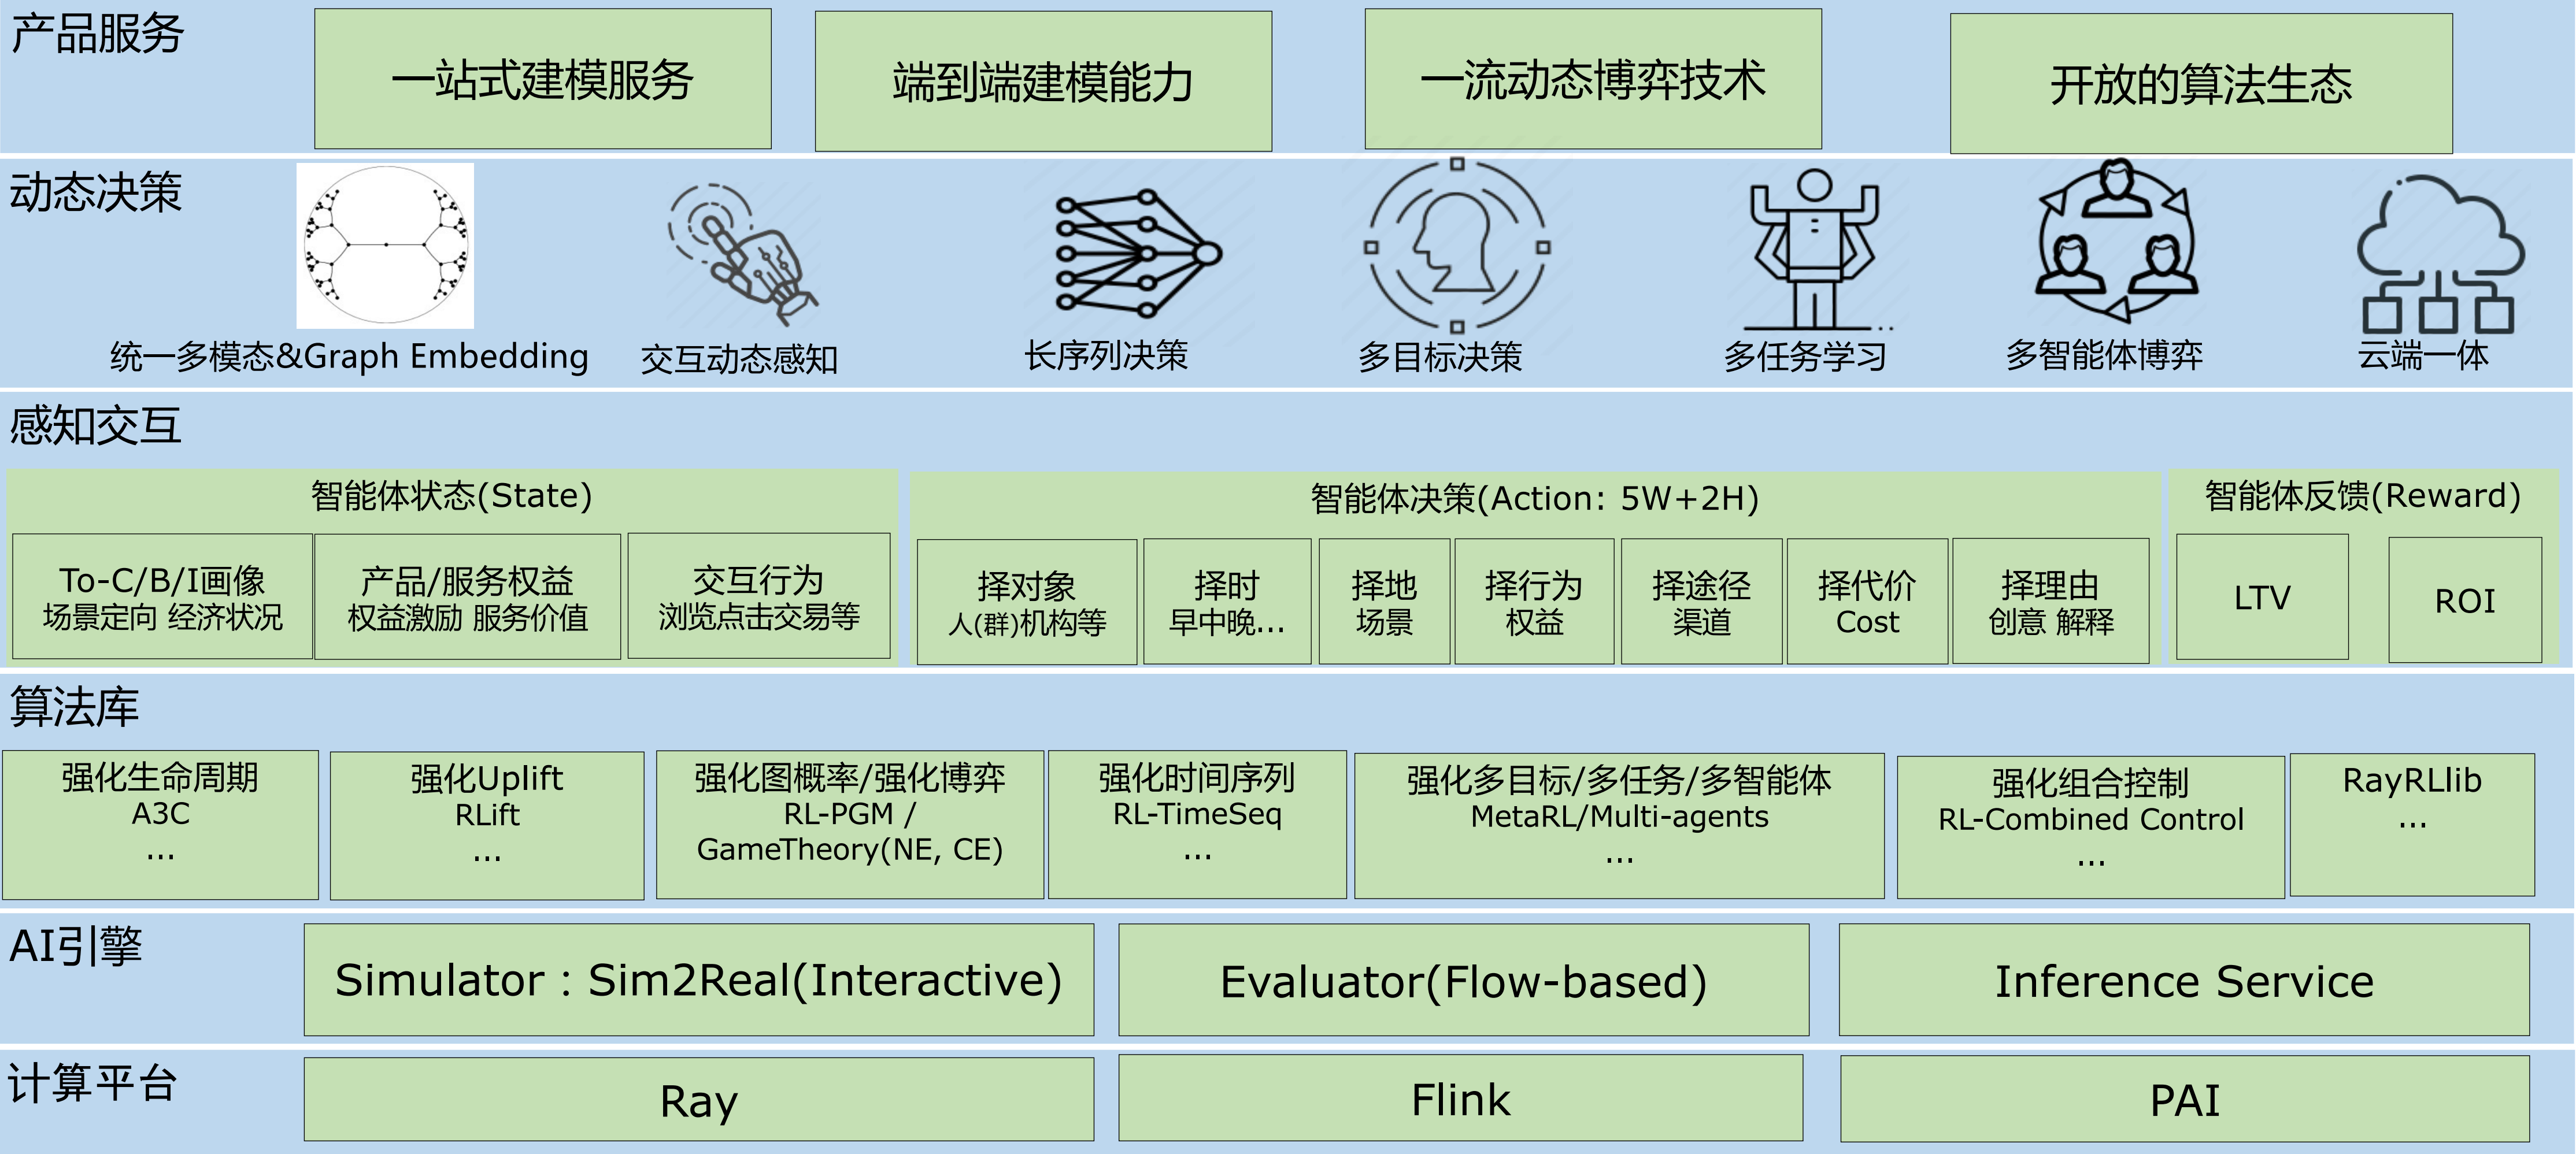 产品服务
一站式建模服务
端到端建模能力
一流动态博弈技术
开放的算法生态
动态决策
统一多模态&Graph Embedding
交互动态感知
长序列决策
多目标决策
多任务学习
多智能体博弈
云端一体
感知交互
智能体状态(State)
To-C/B/I画像
场景定向 经济状况
产品/服务权益
权益激励 服务价值
交互行为
浏览点击交易等
智能体决策(Action: 5W+2H)
择对象
人(群)机构等
择时
早中晚...
择地
场景
择行为
权益
择途径
渠道
择代价
Cost
择理由
创意 解释
智能体反馈(Reward)
LTV
ROI
算法库
强化生命周期
A3C
...
强化Uplift
RLift
...
强化图概率/强化博弈
RL-PGM /
GameTheory(NE, CE)
强化时间序列
RL-TimeSeq
...
强化多目标/多任务/多智能体
MetaRL/Multi-agents
...
强化组合控制
RL-Combined Control
...
RayRLlib
...
AI引擎
Simulator：Sim2Real(Interactive)
Evaluator(Flow-based)
Inference Service
计算平台
Ray
Flink
PAI